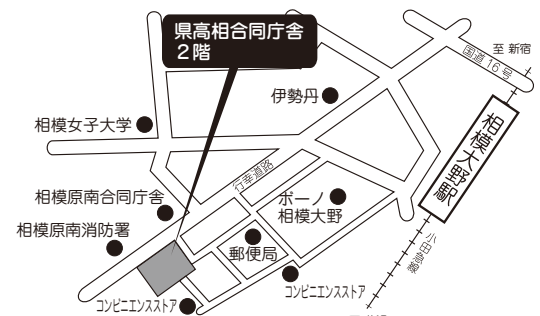 県高相合同庁舎
２階
至 新宿
国道16号
伊勢丹
相模大野駅
相模女子大学
行幸道路
相模原南合同庁舎
ボーノ
相模大野
相模原南消防署
郵便局
小田急線
コンビニエンスストア
コンビニエンスストア